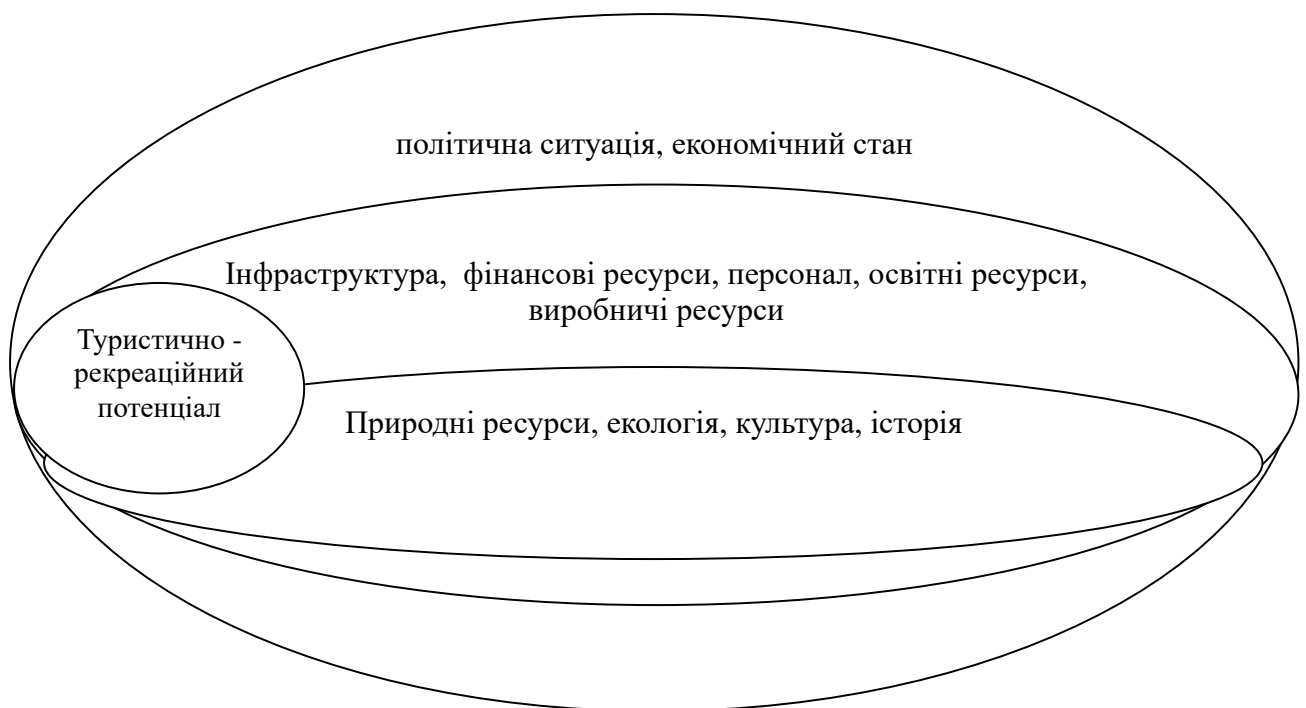 політична ситуація, економічний стан
Інфраструктура, фінансові ресурси, персонал, освітні ресурси,
виробничі ресурси
Туристично -
рекреаційний
потенціал
Природні ресурси, екологія, культура, історія